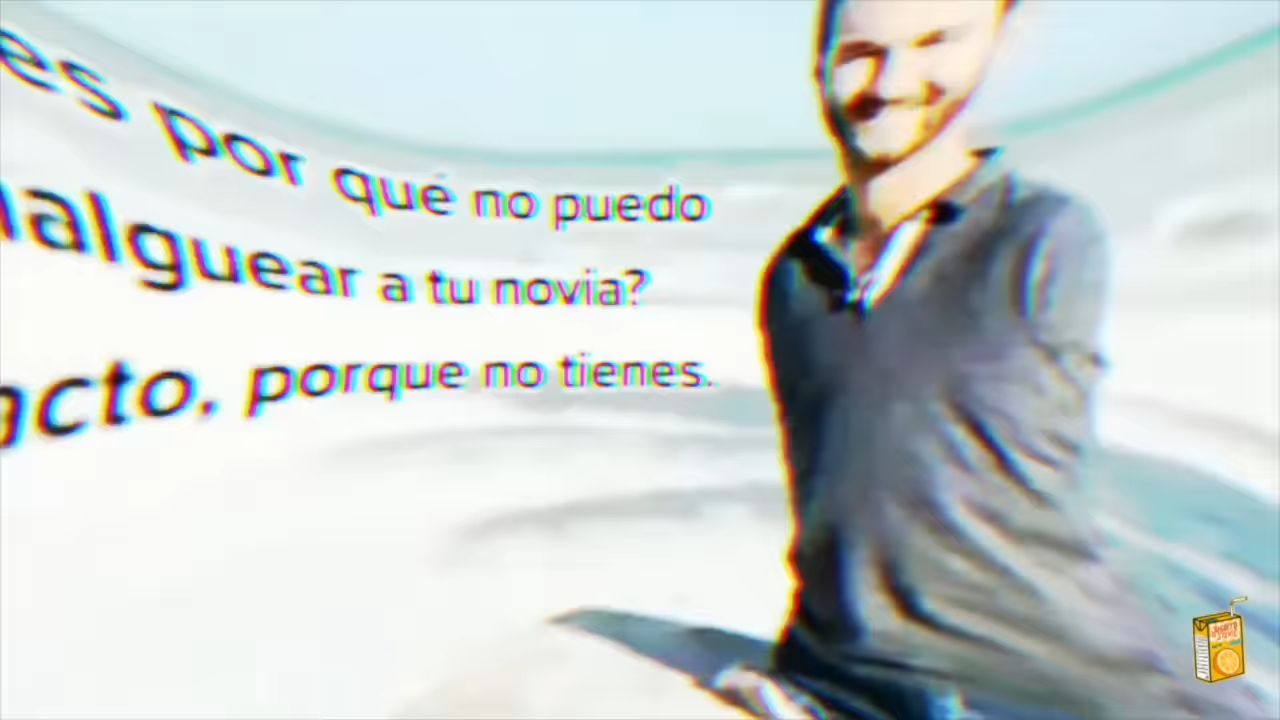 es por qué no puedo
alguear a tu novia?
acto, porque no tienes.